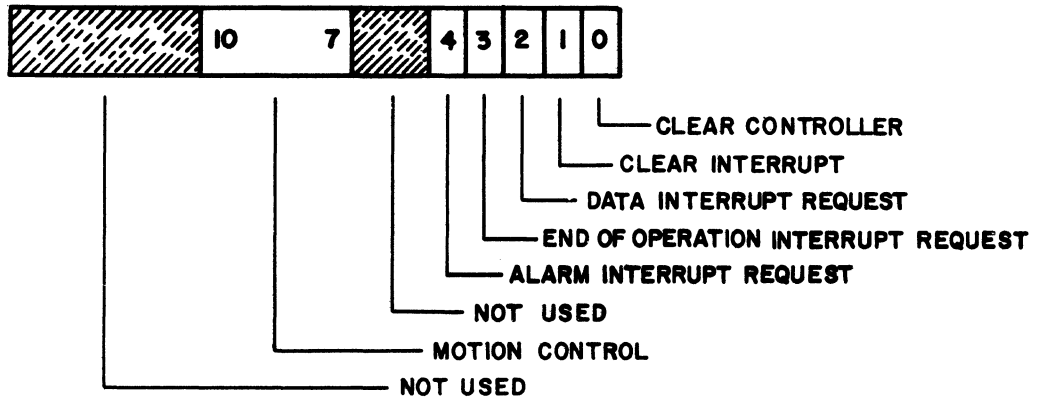 10 7 4 3 2 1 0
CLEAR CONTROLLER
CLEAR INTERRUPT
DATA INTERRUPT REQUEST
END OF OPERATION INTERRUPT REQUEST
ALARM INTERRUPT REQUEST
NOT USED
MOTION CONTROL
NOT USED